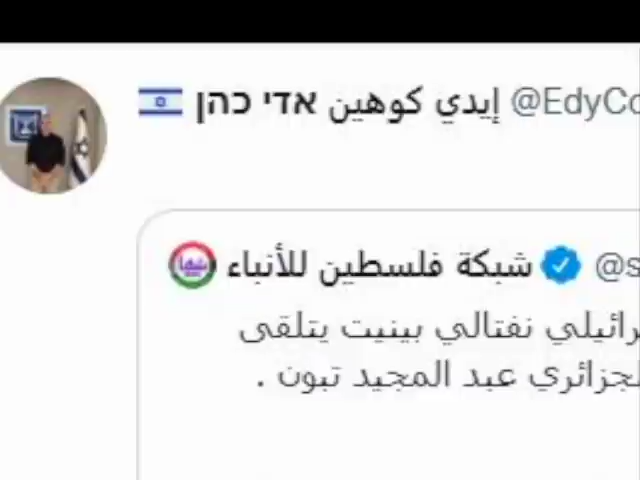 إيدي كوهين אדי כהן 🇮🇱 @EdyCo
شبكة فلسطين للأنباء @s
رائيلي نفتالي بينيت يتلقى
لجزائري عبد المجيد تبون .